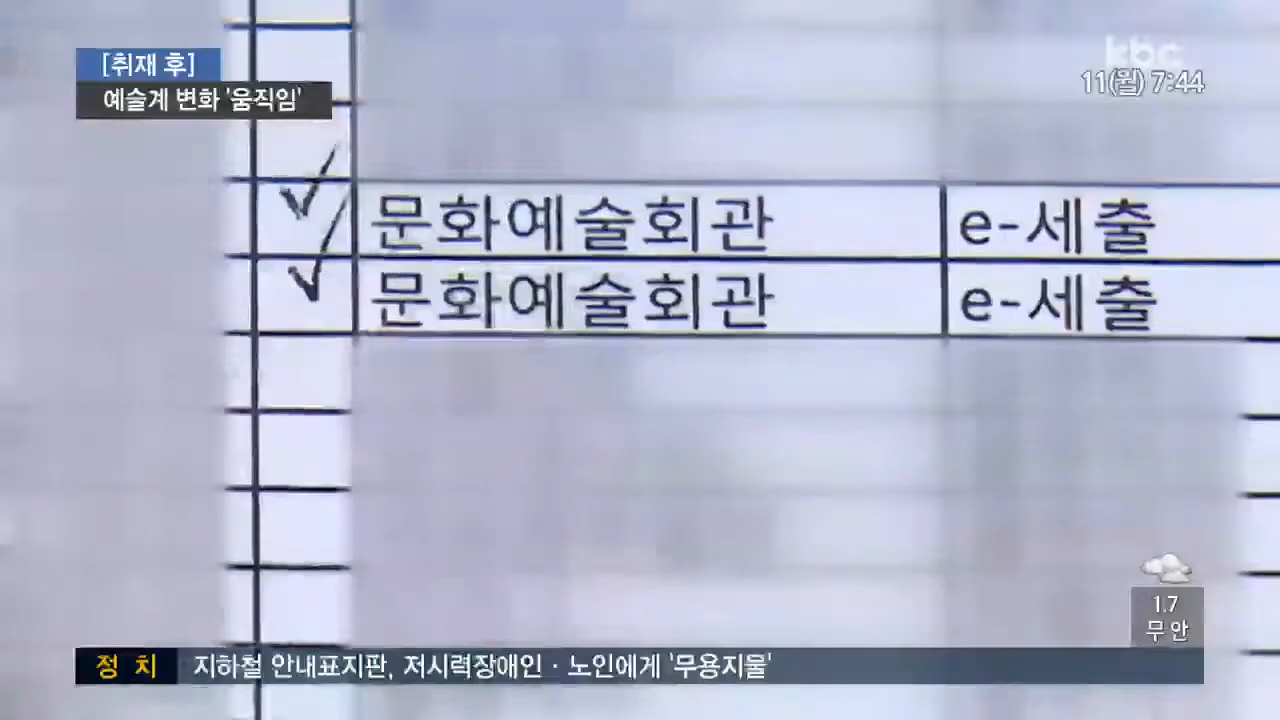 [취재 후]
예술계 변화 '움직임'
kbc
11(월) 7:44
문화예술회관 e-세출
문화예술회관 e-세출
1.7
무안
정 치 지하철 안내표지판, 저시력장애인 · 노인에게 '무용지물'